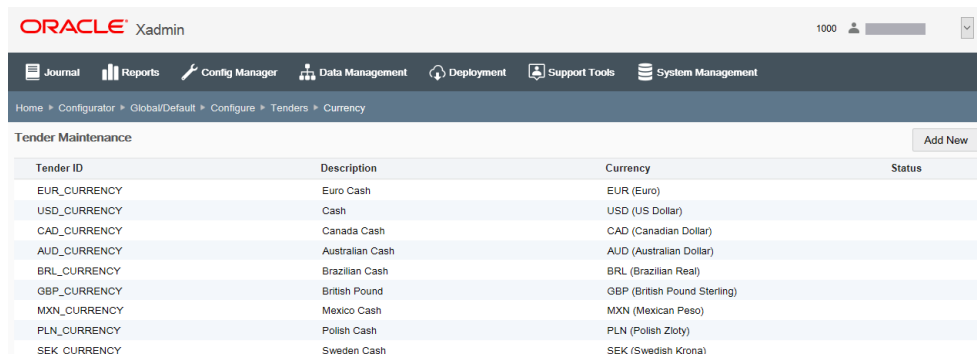 ORACLE Xadmin 1000
Journal Reports Config Manager Data Management Deployment Support Tools System Management
Home ▸ Configurator ▸ Global/Default ▸ Configure ▸ Tenders ▸ Currency
Tender Maintenance Add New
Tender ID Description Currency Status
EUR_CURRENCY Euro Cash EUR (Euro)
USD_CURRENCY Cash USD (US Dollar)
CAD_CURRENCY Canada Cash CAD (Canadian Dollar)
AUD_CURRENCY Australian Cash AUD (Australian Dollar)
BRL_CURRENCY Brazilian Cash BRL (Brazilian Real)
GBP_CURRENCY British Pound GBP (British Pound Sterling)
MXN_CURRENCY Mexico Cash MXN (Mexican Peso)
PLN_CURRENCY Polish Cash PLN (Polish Zloty)
SEK_CURRENCY Sweden Cash SEK (Swedish Krona)